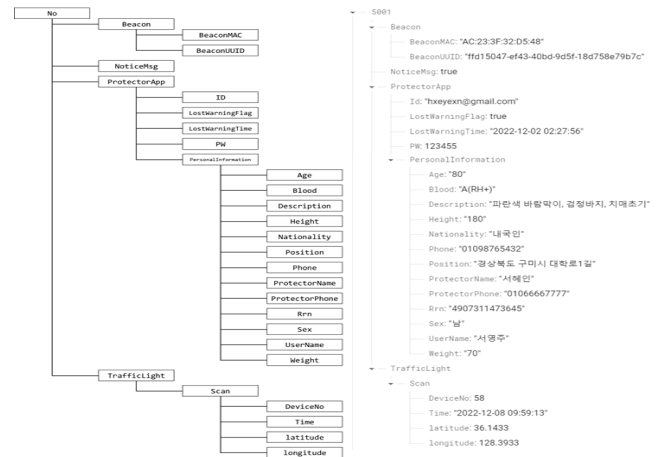 No
Beacon
BeaconMAC
BeaconUUID
NoticeMsg
ProtectorApp
ID
LostWarningFlag
LostWarningTime
PW
PersonalInformation
Age
Blood
Description
Height
Nationality
Position
Phone
ProtectorName
ProtectorPhone
Rrn
Sex
UserName
Weight
TrafficLight
Scan
DeviceNo
Time
latitude
longitude
S001
Beacon
BeaconMAC: "AC:23:3F:32:D5:48"
BeaconUUID: "ffd15047-ef43-40bd-9d5f-18d758e79b7c"
NoticeMsg: true
ProtectorApp
Id: "hxeyexn@gmail.com"
LostWarningFlag: true
LostWarningTime: "2022-12-02 02:27:56"
PW: 123455
PersonalInformation
Age: "80"
Blood: "A(RH+)"
Description: "파란색 바람막이, 검정바지, 치매초기"
Height: "180"
Nationality: "내국인"
Phone: "01098765432"
Position: "경상북도 구미시 대학로1길"
ProtectorName: "서혜인"
ProtectorPhone: "01066667777"
Rrn: "4907311473645"
Sex: "남"
UserName: "서영주"
Weight: "70"
TrafficLight
Scan
DeviceNo: 58
Time: "2022-12-08 09:59:13"
latitude: 36.1433
longitude: 128.3933